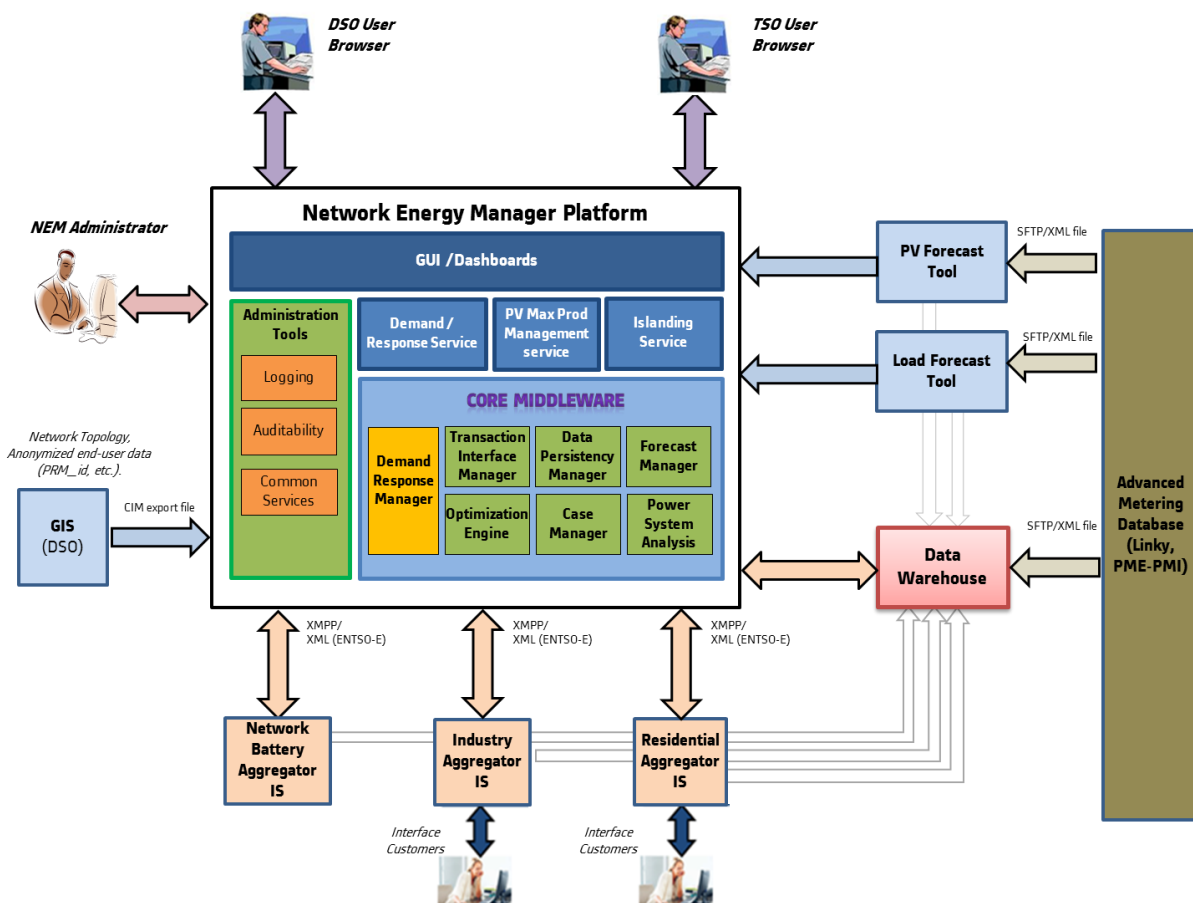 DSO User
Browser
TSO User
Browser
NEM Administrator
Network Energy Manager Platform
GUI /Dashboards
Administration
Tools
Logging
Auditability
Common
Services
Demand /
Response Service
PV Max Prod
Management
service
Islanding
Service
CORE MIDDLEWARE
Demand
Response
Manager
Transaction
Interface
Manager
Data
Persistency
Manager
Forecast
Manager
Optimization
Engine
Case
Manager
Power
System
Analysis
PV Forecast
Tool
SFTP/XML file
Load Forecast
Tool
SFTP/XML file
Network Topology,
Anonymized end-user data
(PRM_id, etc.).
GIS
(DSO)
CIM export file
Data
Warehouse
SFTP/XML file
Advanced
Metering
Database
(Linky,
PME-PMI)
XMPP/
XML (ENTSO-E)
XMPP/
XML (ENTSO-E)
XMPP/
XML (ENTSO-E)
Network
Battery
Aggregator
IS
Industry
Aggregator
IS
Residential
Aggregator
IS
Interface
Customers
Interface
Customers